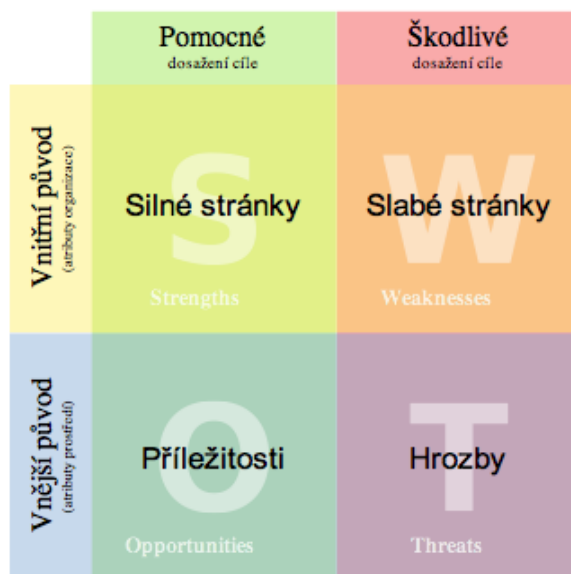 Pomocné
dosažení cíle
Škodlivé
dosažení cíle
Vnitřní původ
(atributy organizace)
S
Silné stránky
Strengths
W
Slabé stránky
Weaknesses
Vnější původ
(atributy prostředí)
O
Příležitosti
Opportunities
T
Hrozby
Threats